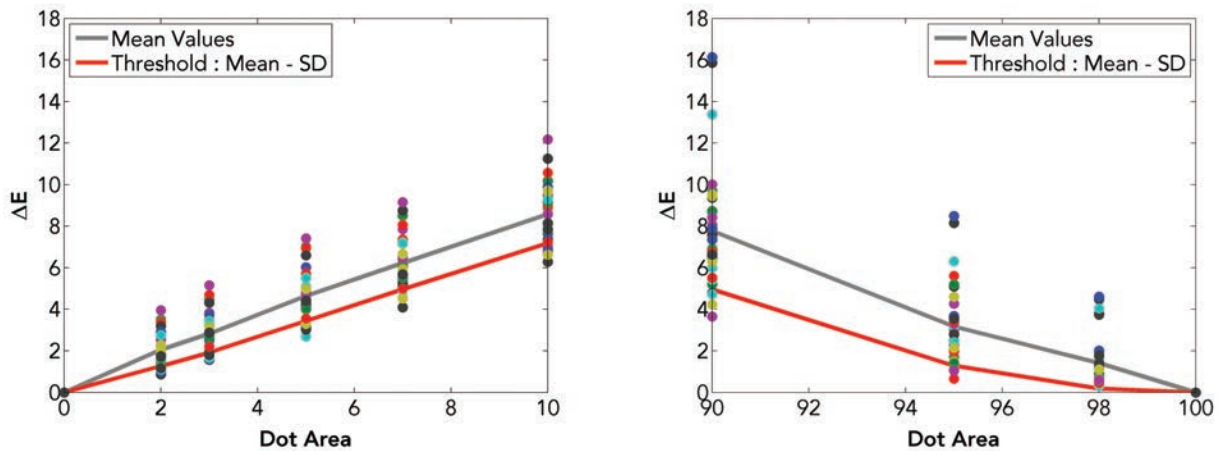 18
16
14
12
10
8
6
4
2
0
ΔE
Mean Values
Threshold : Mean - SD
0 2 4 6 8 10
Dot Area
18
16
14
12
10
8
6
4
2
0
ΔE
Mean Values
Threshold : Mean - SD
90 92 94 96 98 100
Dot Area